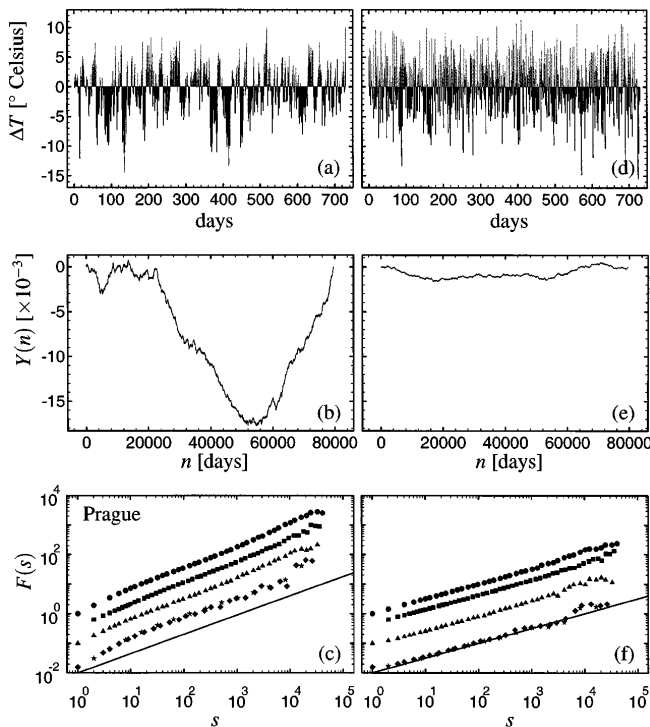 10
5
0
-5
-10
-15
ΔT [° Celsius]
(a)
(d)
0 100 200 300 400 500 600 700
0 100 200 300 400 500 600 700
days
days
0
-5
-10
-15
Y(n) [×10⁻³]
(b)
(e)
0 20000 40000 60000 80000
0 20000 40000 60000 80000
n [days]
n [days]
10⁴
10²
10⁰
10⁻²
F(s)
Prague
(c)
(f)
10⁰ 10¹ 10² 10³ 10⁴ 10⁵
10⁰ 10¹ 10² 10³ 10⁴ 10⁵
s
s